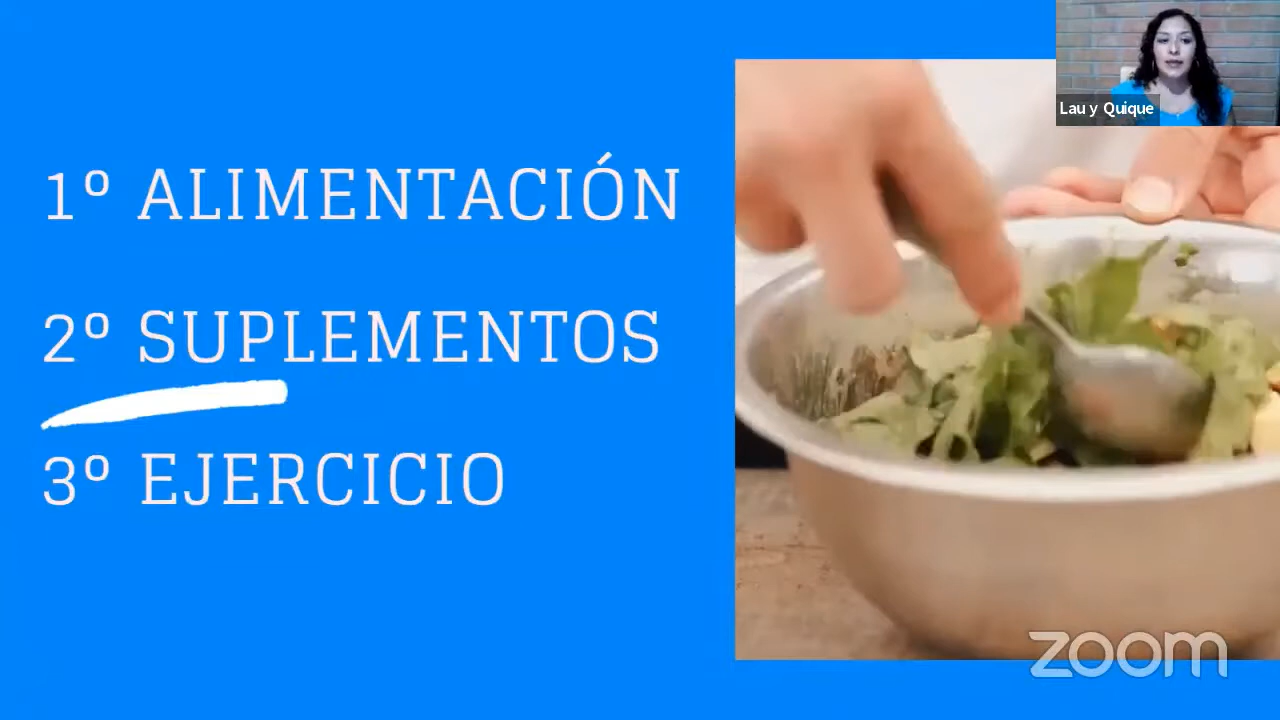 Lau y Quique
1º ALIMENTACIÓN
2º SUPLEMENTOS
3º EJERCICIO
zoom